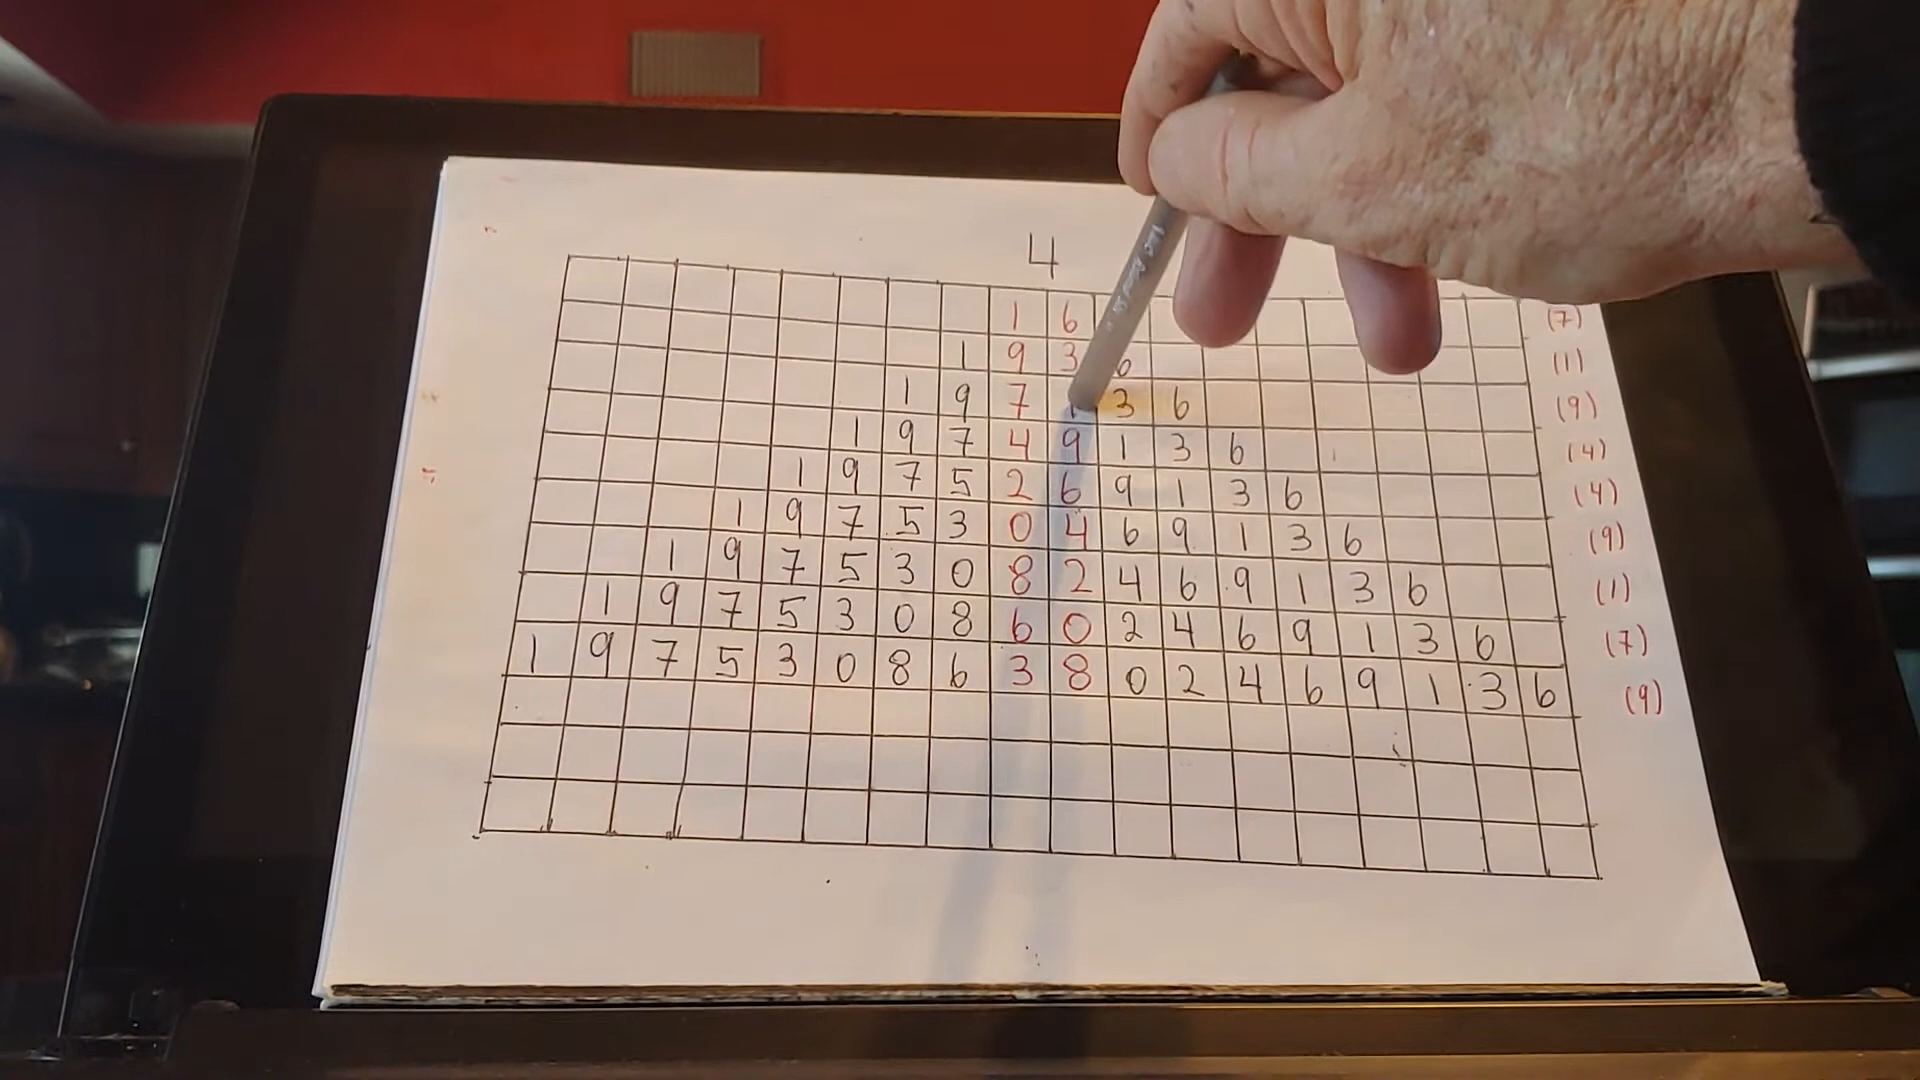 4
1 6 (7)
1 9 3 6 (1)
1 9 7 1 3 6 (9)
1 9 7 4 9 1 3 6 (4)
1 9 7 5 2 6 9 1 3 6 (4)
1 9 7 5 3 0 4 6 9 1 3 6 (9)
1 9 7 5 3 0 8 2 4 6 9 1 3 6 (1)
1 9 7 5 3 0 8 6 0 2 4 6 9 1 3 6 (7)
1 9 7 5 3 0 8 6 3 8 0 2 4 6 9 1 3 6 (9)